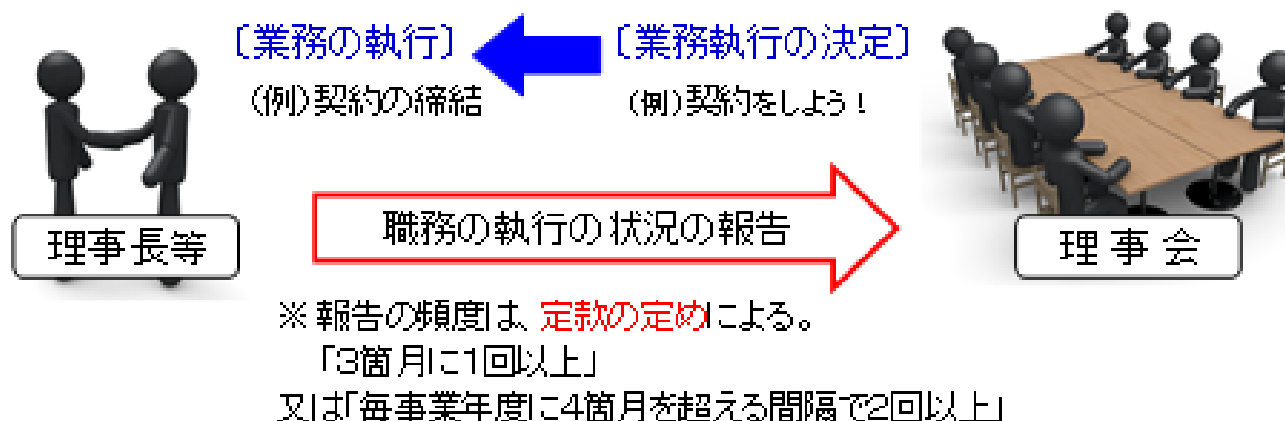 〔業務の執行〕
〔業務執行の決定〕
(例)契約の締結
(例)契約をしよう!
職務の執行の状況の報告
理事長等
理事会
※報告の頻度は、定款の定めによる。
「3箇月に1回以上」
又は「毎事業年度に4箇月を超える間隔で2回以上」